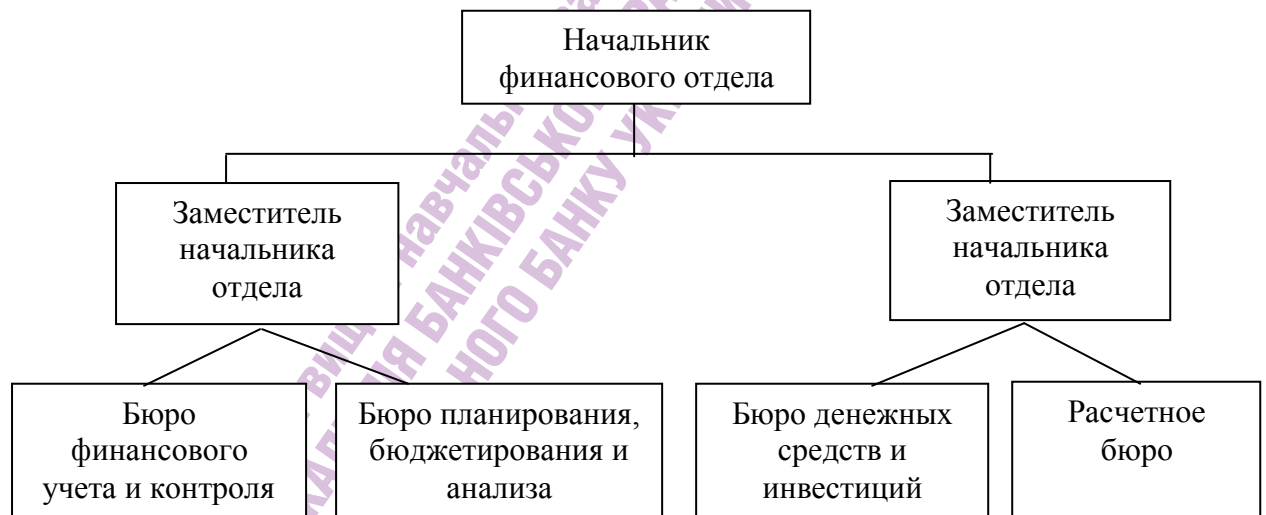 Начальник
финансового отдела
Заместитель
начальника
отдела
Заместитель
начальника
отдела
Бюро
финансового
учета и контроля
Бюро планирования,
бюджетирования и
анализа
Бюро денежных
средств и
инвестиций
Расчетное
бюро